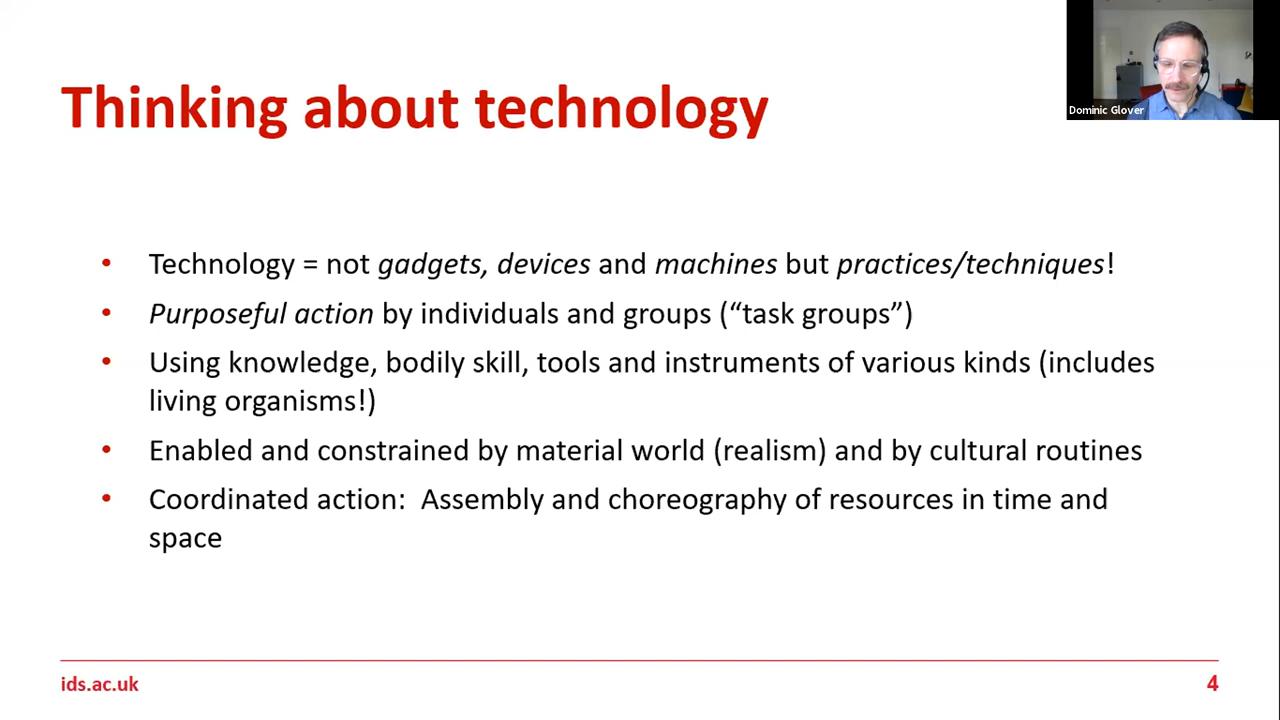 Dominic Glover
Thinking about technology
• Technology = not gadgets, devices and machines but practices/techniques!
• Purposeful action by individuals and groups (“task groups”)
• Using knowledge, bodily skill, tools and instruments of various kinds (includes
living organisms!)
• Enabled and constrained by material world (realism) and by cultural routines
• Coordinated action:  Assembly and choreography of resources in time and
space
ids.ac.uk
4